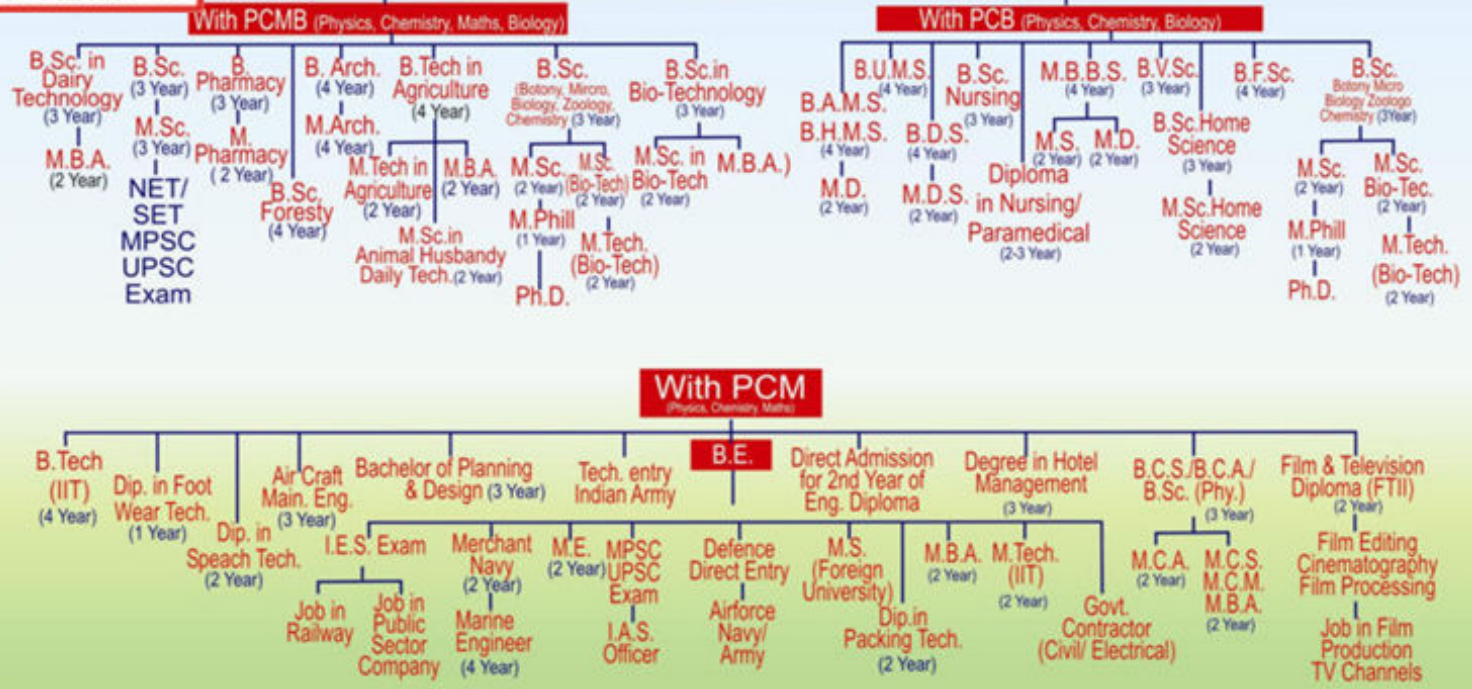 With PCMB (Physics, Chemistry, Maths, Biology)
B.Sc. in
Dairy
Technology
(3 Year)
M.B.A.
(2 Year)
B.Sc.
(3 Year)
M.Sc.
(3 Year)
NET/
SET
MPSC
UPSC
Exam
B.
Pharmacy
(3 Year)
M.
Pharmacy
( 2 Year)
B.Sc.
Foresty
(4 Year)
B. Arch.
(4 Year)
M.Arch.
(4 Year)
B.Tech in
Agriculture
(4 Year)
M.Tech in
Agriculture
(2 Year)
M.B.A.
(2 Year)
M.Sc.in
Animal Husbandy
Daily Tech.(2 Year)
B.Sc.
(Botony, Mircro,
Biology, Zoology,
Chemistry (3 Year)
M.Sc.
(2 Year)
M.Phill
(1 Year)
Ph.D.
M.Sc.
(Bio-Tech)
(2 Year)
M.Tech.
(Bio-Tech)
(2 Year)
B.Sc.in
Bio-Technology
(3 Year)
M.Sc. in
Bio-Tech
(2 Year)
M.B.A.)
With PCB (Physics, Chemistry, Biology)
B.A.M.S.
B.H.M.S.
(4 Year)
M.D.
(2 Year)
B.U.M.S.
(4 Year)
B.D.S.
(4 Year)
M.D.S.
(2 Year)
B.Sc.
Nursing
(3 Year)
Diploma
in Nursing/
Paramedical
(2-3 Year)
M.B.B.S.
(4 Year)
M.S.
(2 Year)
M.D.
(2 Year)
B.V.Sc.
(3 Year)
B.Sc.Home
Science
(3 Year)
M.Sc.Home
Science
(2 Year)
B.F.Sc.
(4 Year)
B.Sc.
Botony Micro
Biology Zoologo
Chemistry (3Year)
M.Sc.
(2 Year)
M.Phill
(1 Year)
Ph.D.
M.Sc.
Bio-Tec.
(2 Year)
M.Tech.
(Bio-Tech)
(2 Year)
With PCM
(Physics, Chemistry, Maths)
B.Tech
(IIT)
(4 Year)
Dip. in Foot
Wear Tech.
(1 Year)
Dip. in
Speach Tech.
(2 Year)
Air Craft
Main. Eng.
(3 Year)
Bachelor of Planning
& Design (3 Year)
Tech. entry
Indian Army
B.E.
Direct Admission
for 2nd Year of
Eng. Diploma
Degree in Hotel
Management
(3 Year)
B.C.S./B.C.A./
B.Sc. (Phy.)
(3 Year)
M.C.A.
(2 Year)
M.C.S.
M.C.M.
M.B.A.
(2 Year)
Film & Television
Diploma (FTII)
(2 Year)
Film Editing
Cinematography
Film Processing
Job in Film
Production
TV Channels
I.E.S. Exam
Job in
Railway
Job in
Public
Sector
Company
Merchant
Navy
(2 Year)
Marine
Engineer
(4 Year)
M.E.
(2 Year)
MPSC
UPSC
Exam
I.A.S.
Officer
Defence
Direct Entry
Airforce
Navy/
Army
M.S.
(Foreign
University)
Dip.in
Packing Tech.
(2 Year)
M.B.A.
(2 Year)
M.Tech.
(IIT)
(2 Year)
Govt.
Contractor
(Civil/ Electrical)